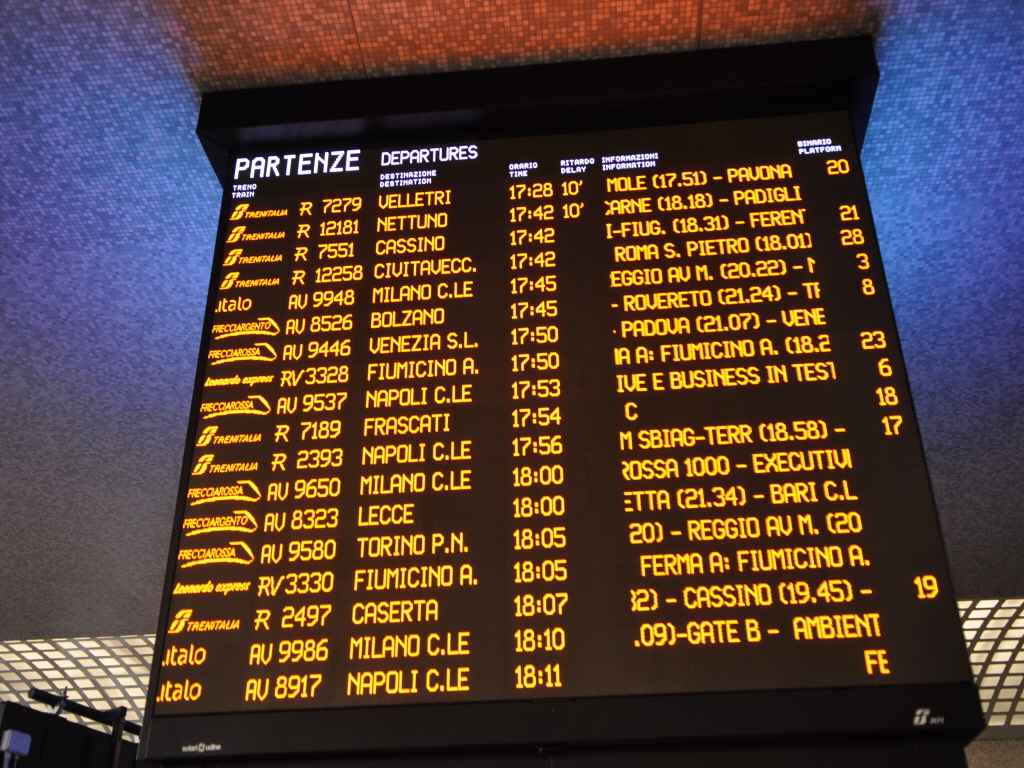 PARTENZE DEPARTURES
TRENO TRAIN DESTINAZIONE DESTINATION ORARIO TIME RITARDO DELAY INFORMAZIONI INFORMATION BINARIO PLATFORM
TRENITALIA R 7279 VELLETRI 17:28 10' MOLE (17.51) - PAVONA 20
TRENITALIA R 12181 NETTUNO 17:42 10' CARNE (18.18) - PADIGLI
TRENITALIA R 7551 CASSINO 17:42 I-FIUG. (18.31) - FEREN 21
TRENITALIA R 12258 CIVITAVECC. 17:42 ROMA S. PIETRO (18.01) 28
.italo AV 9948 MILANO C.LE 17:45 EGGIO AV M. (20.22) - 3
FRECCIARGENTO AV 8526 BOLZANO 17:45 - ROVERETO (21.24) - TR 8
FRECCIAROSSA AV 9446 VENEZIA S.L. 17:50 PADOVA (21.07) - VENE
Leonardo express RV 3328 FIUMICINO A. 17:50 A A: FIUMICINO A. (18.2 23
FRECCIAROSSA AV 9537 NAPOLI C.LE 17:53 IVE E BUSINESS IN TEST 6
TRENITALIA R 7189 FRASCATI 17:54 C 18
TRENITALIA R 2393 NAPOLI C.LE 17:56 M SBIAG-TERR (18.58) - 17
FRECCIAROSSA AV 9650 MILANO C.LE 18:00 ROSSA 1000 - EXECUTIV
FRECCIARGENTO AV 8323 LECCE 18:00 ETTA (21.34) - BARI C.L
FRECCIAROSSA AV 9580 TORINO P.N. 18:05 20) - REGGIO AV M. (20
Leonardo express RV 3330 FIUMICINO A. 18:05 FERMA A: FIUMICINO A.
TRENITALIA R 2497 CASERTA 18:07 32) - CASSINO (19.45) - 19
.italo AV 9986 MILANO C.LE 18:10 .09)-GATE B - AMBIENT
.italo AV 8917 NAPOLI C.LE 18:11 FE
solari udine RFI